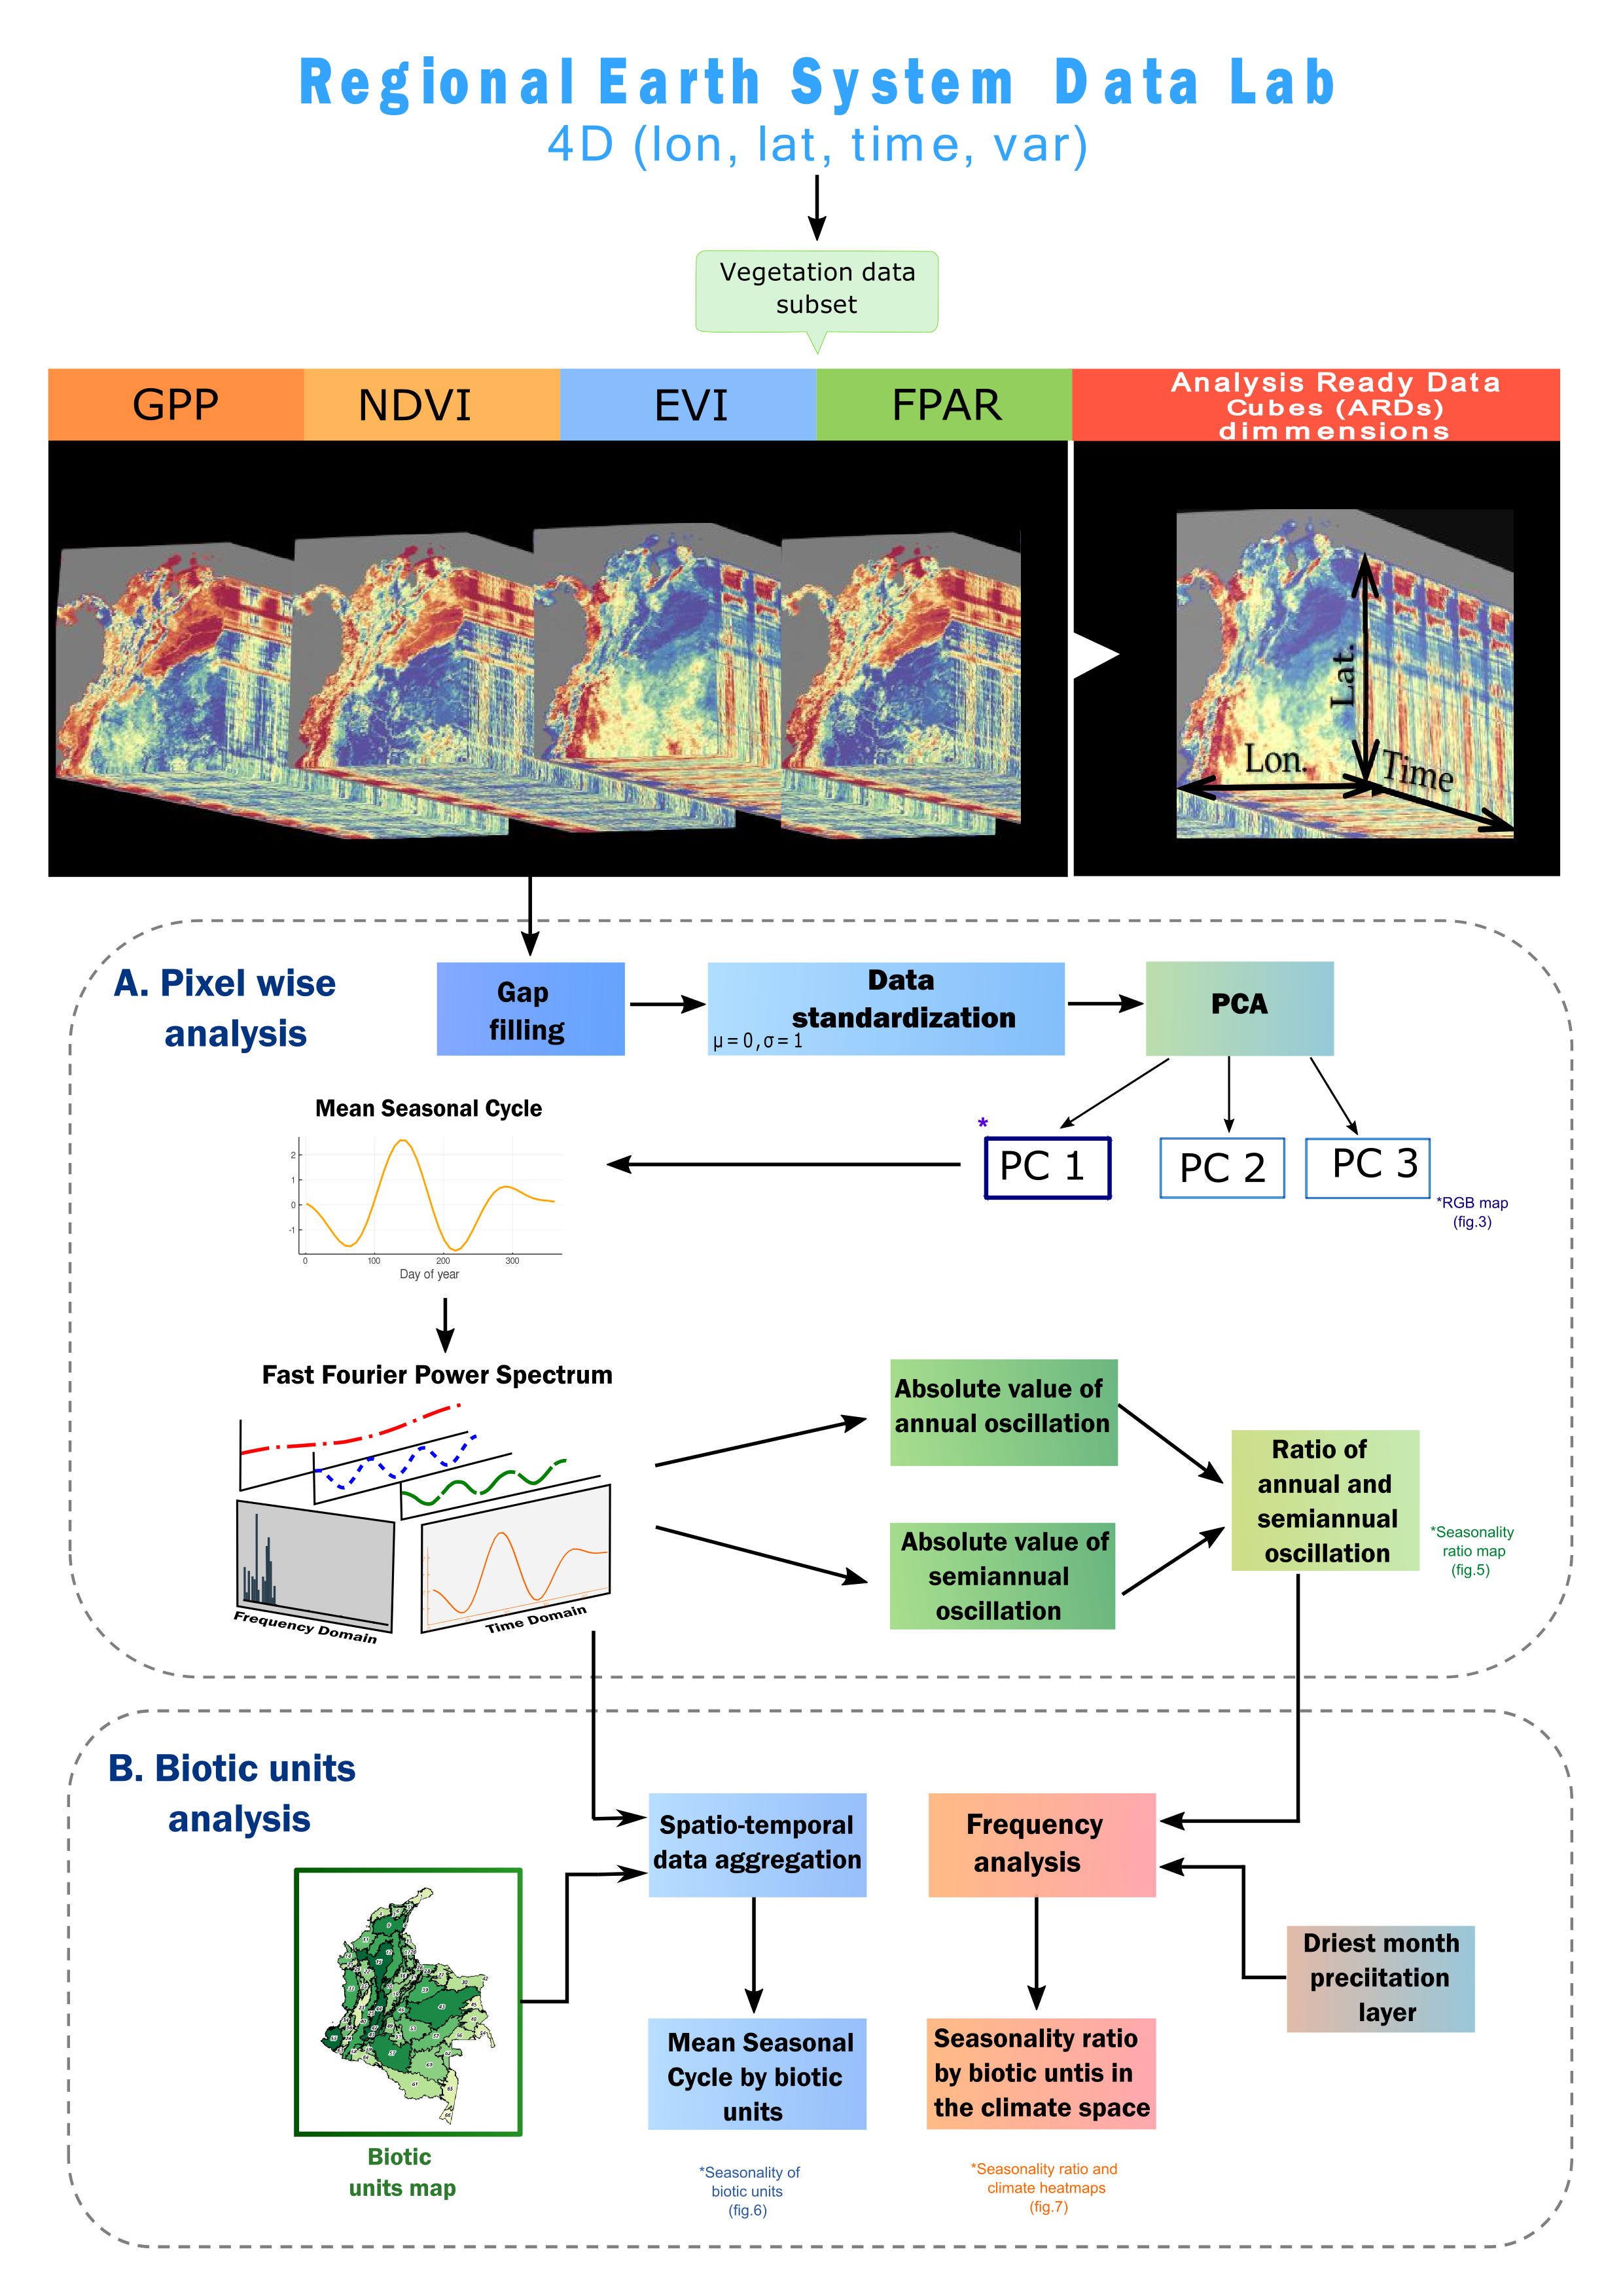 Regional Earth System Data Lab
4D (lon, lat, time, var)
Vegetation data
subset
GPP
NDVI
EVI
FPAR
Analysis Ready Data
Cubes (ARDs)
dimmensions
Lat.
Lon.
Time
A. Pixel wise
analysis
Gap
filling
Data
standardization
μ = 0, σ = 1
PCA
Mean Seasonal Cycle
2
1
0
-1
0 100 200 300
Day of year
*
PC 1
PC 2
PC 3
*RGB map
(fig.3)
Fast Fourier Power Spectrum
Frequency Domain
Time Domain
Absolute value of
annual oscillation
Absolute value of
semiannual
oscillation
Ratio of
annual and
semiannual
oscillation
*Seasonality
ratio map
(fig.5)
B. Biotic units
analysis
Spatio-temporal
data aggregation
Frequency
analysis
Driest month
preciitation
layer
Mean Seasonal
Cycle by biotic
units
Seasonality ratio
by biotic untis in
the climate space
Biotic
units map
*Seasonality of
biotic units
(fig.6)
*Seasonality ratio and
climate heatmaps
(fig.7)